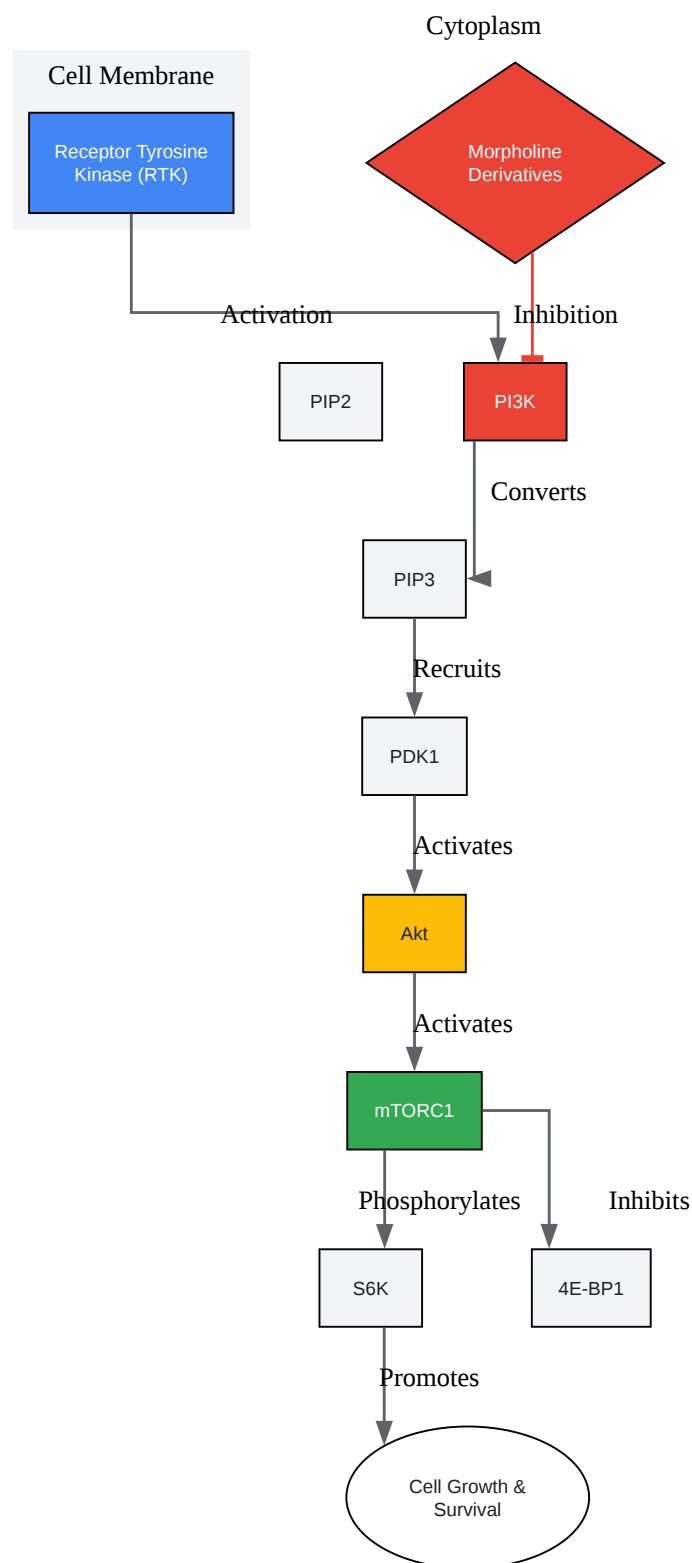 Cytoplasm
Cell Membrane
Receptor Tyrosine
Kinase (RTK)
Morpholine
Derivatives
Activation
Inhibition
PIP2
PI3K
Converts
PIP3
Recruits
PDK1
Activates
Akt
Activates
mTORC1
Phosphorylates
Inhibits
S6K
4E-BP1
Promotes
Cell Growth &
Survival